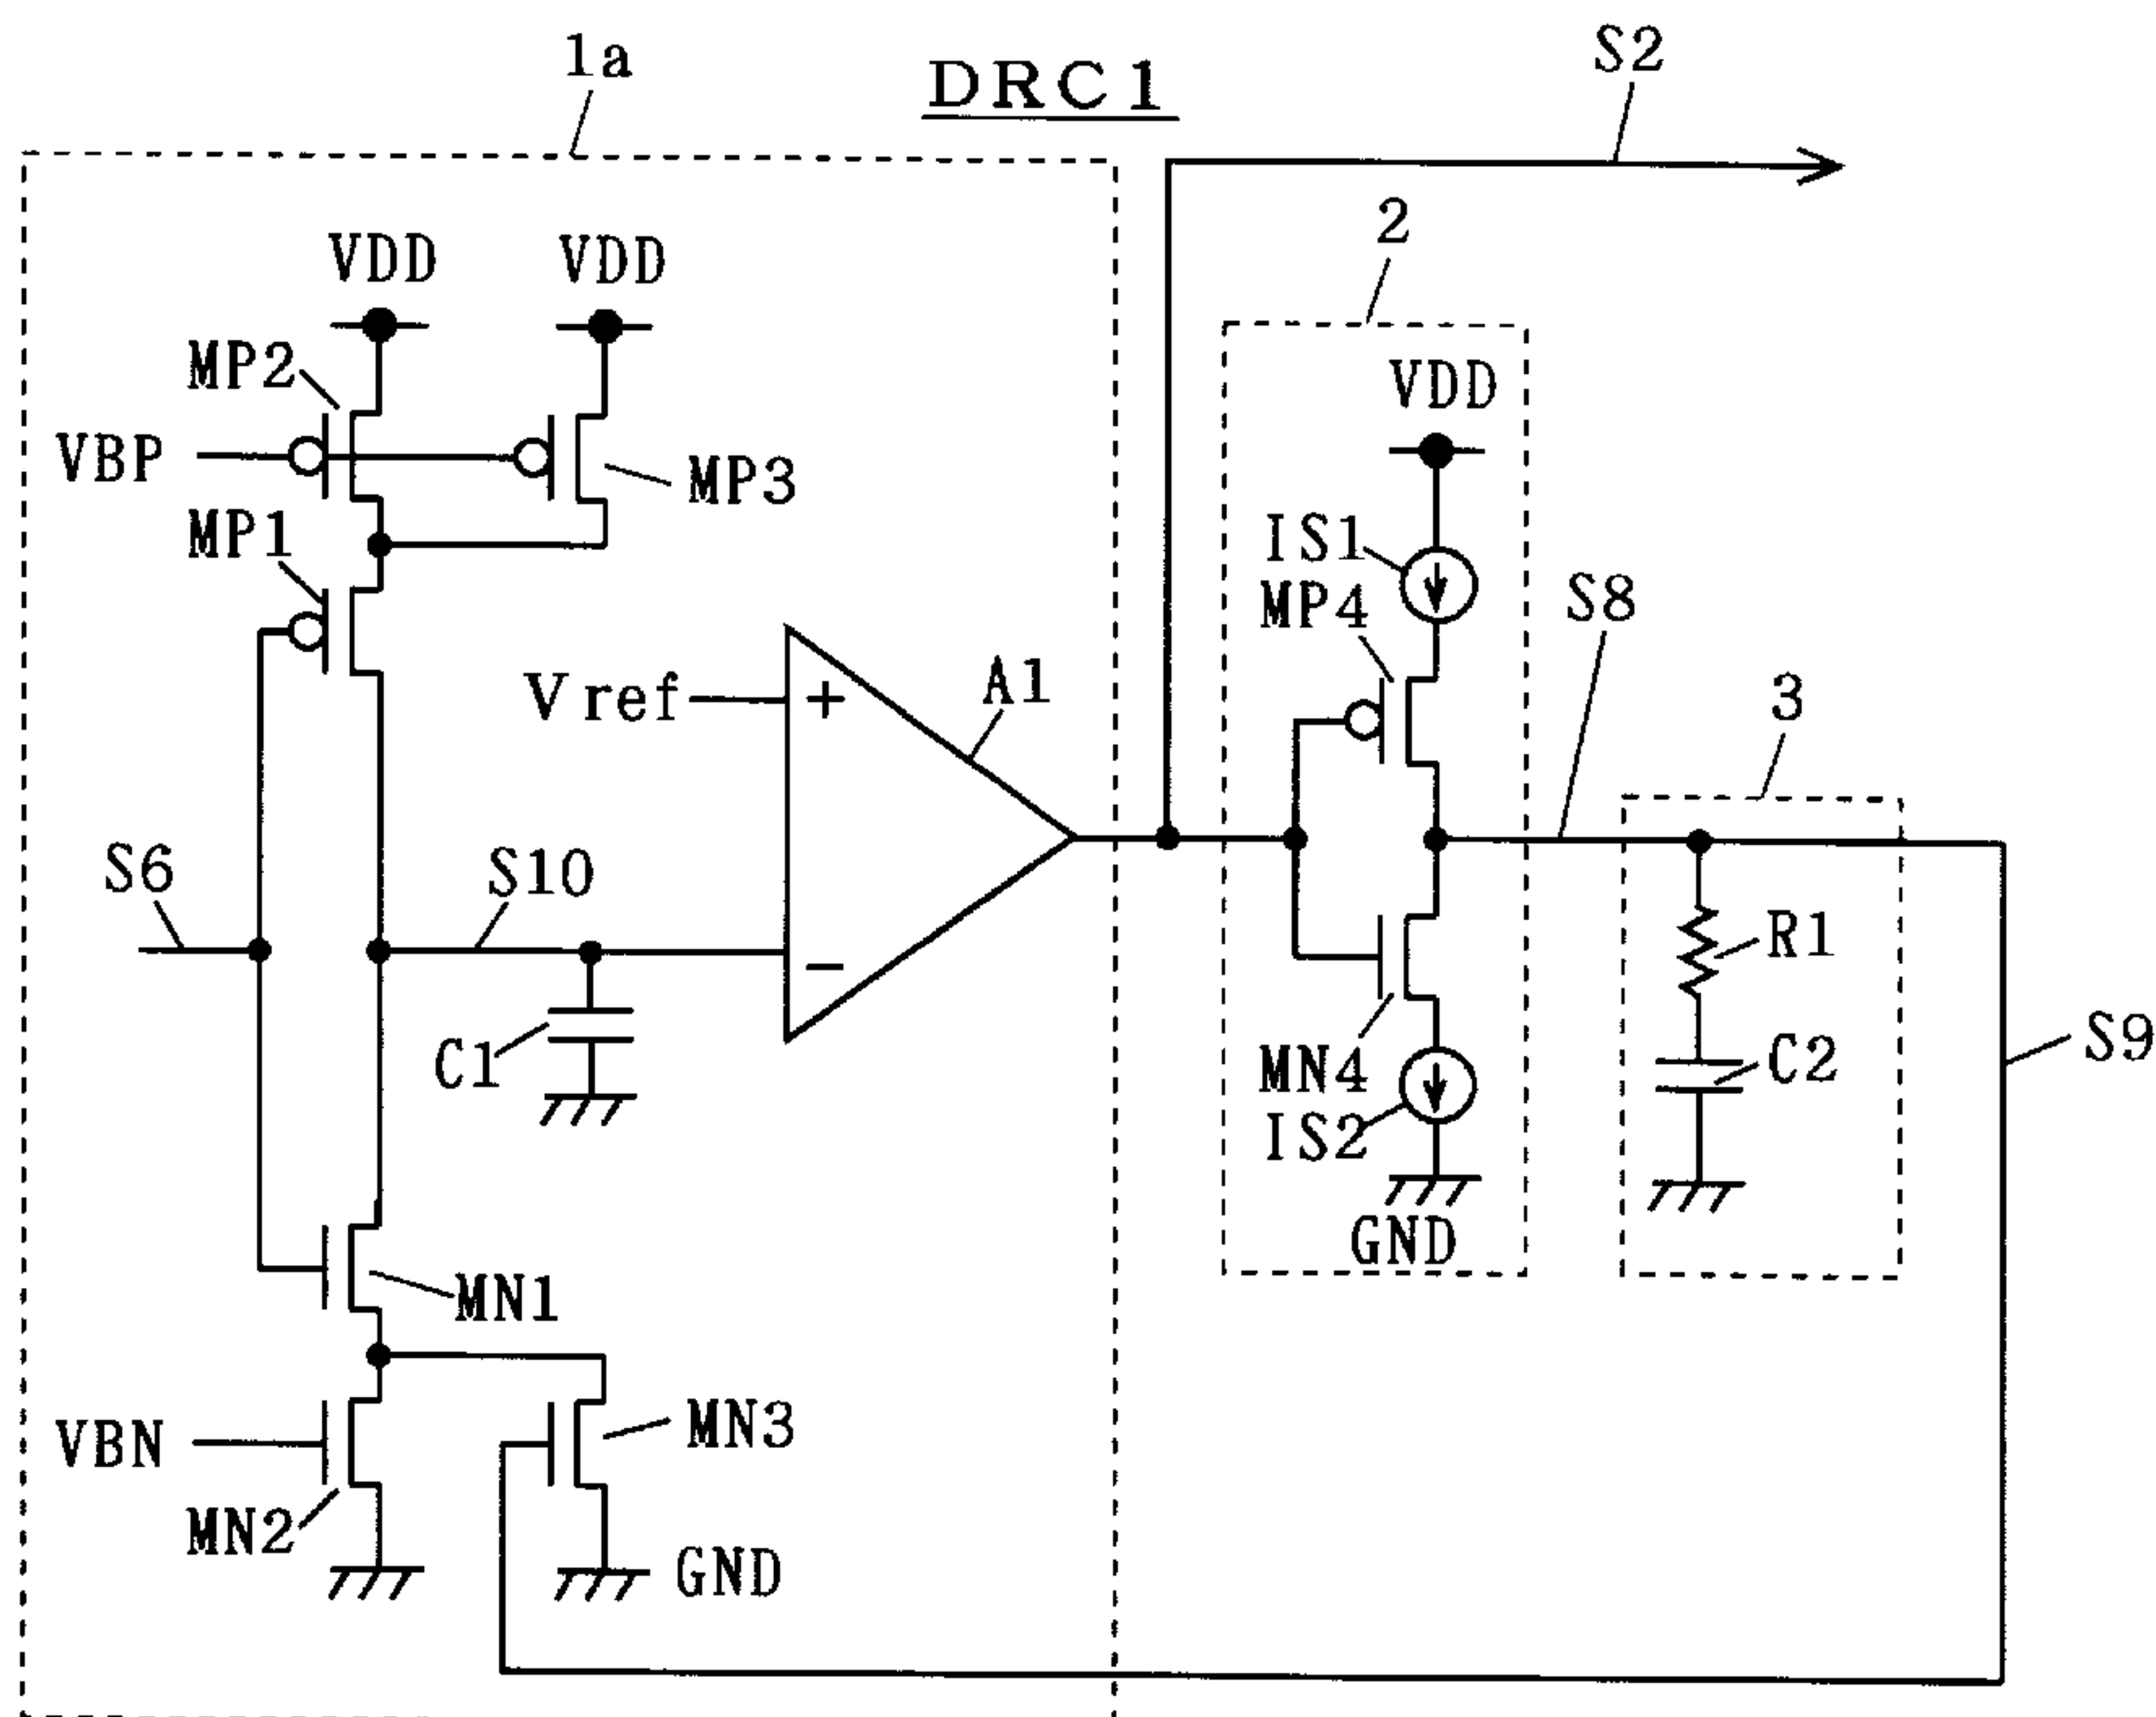 1a
DRC1
S2
2
VDD
VDD
MP2
VBP
MP3
VDD
MP1
IS1
MP4
S8
Vref
+
A1
3
S6
S10
−
R1
C1
MN4
C2
S9
IS2
GND
MN1
VBN
MN3
MN2
GND